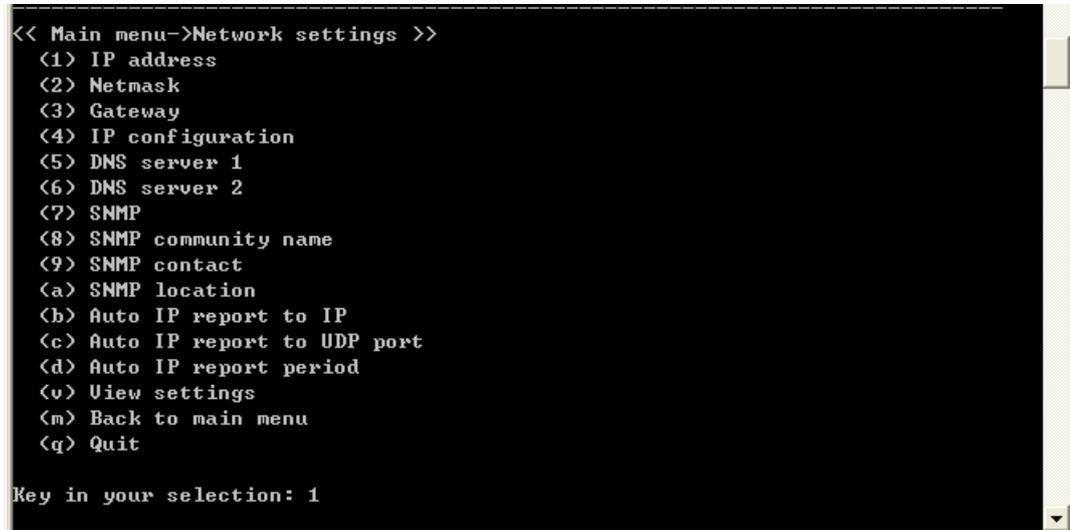 << Main menu->Network settings >>
(1) IP address
(2) Netmask
(3) Gateway
(4) IP configuration
(5) DNS server 1
(6) DNS server 2
(7) SNMP
(8) SNMP community name
(9) SNMP contact
(a) SNMP location
(b) Auto IP report to IP
(c) Auto IP report to UDP port
(d) Auto IP report period
(v) View settings
(m) Back to main menu
(q) Quit
Key in your selection: 1